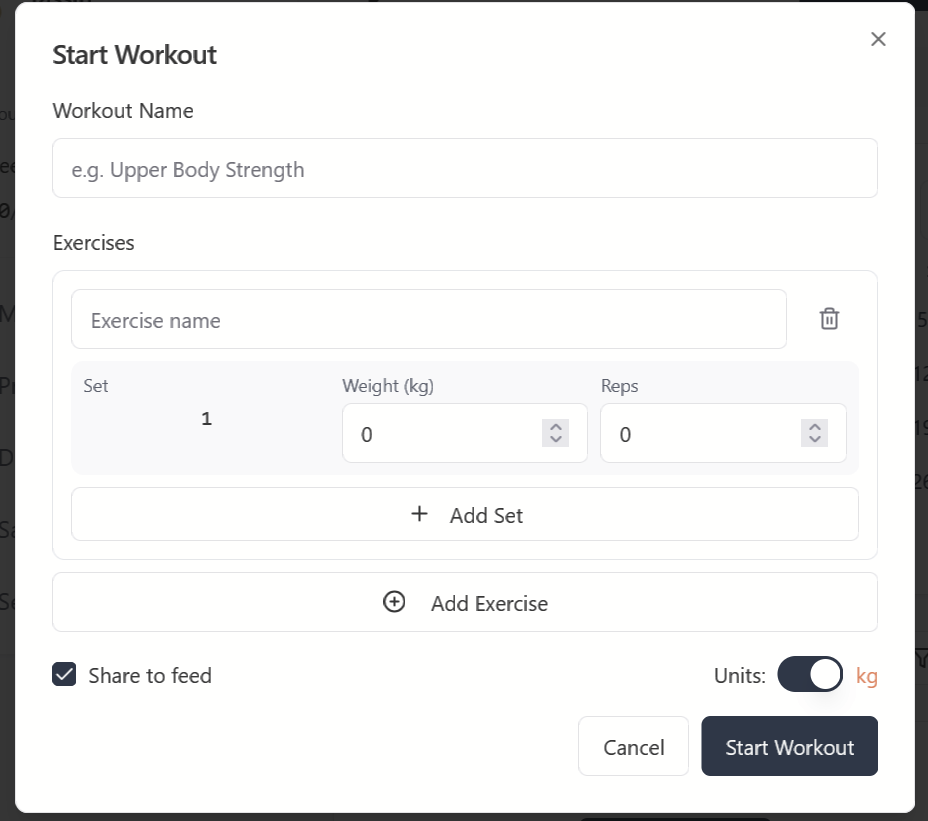 Start Workout
Workout Name
e.g. Upper Body Strength
Exercises
Exercise name
Set Weight (kg) Reps
1 0 0
Add Set
Add Exercise
Share to feed Units: kg
Cancel Start Workout